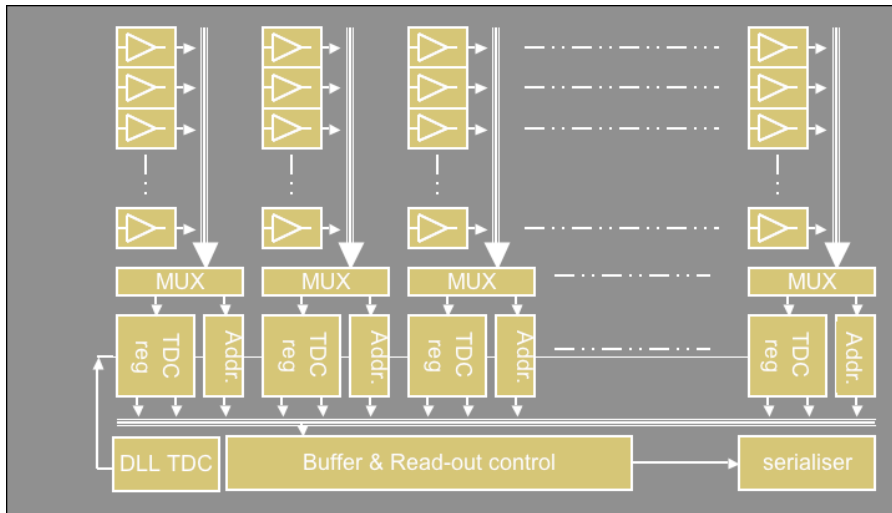 MUX
MUX
MUX
MUX
TDC
reg
Addr.
TDC
reg
Addr.
TDC
reg
Addr.
TDC
reg
Addr.
DLL TDC
Buffer & Read-out control
serialiser